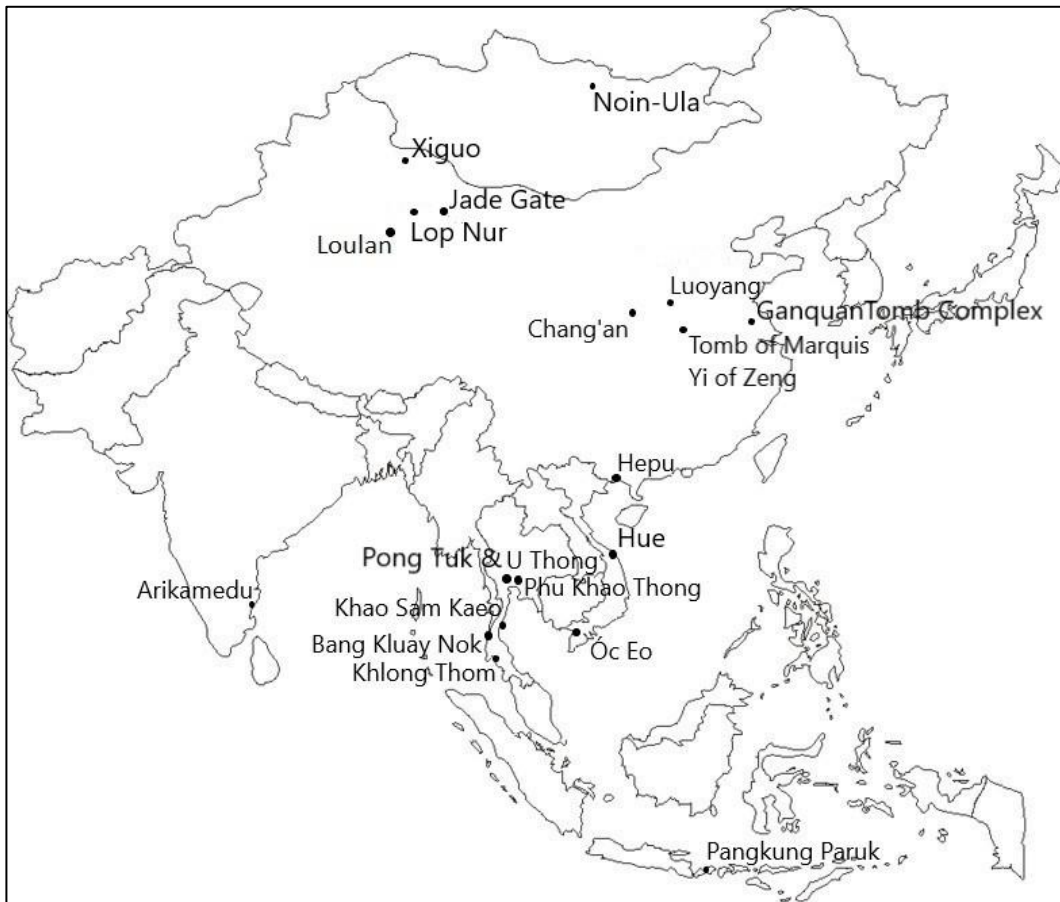 Noin-Ula
Xiguo
Jade Gate
Loulan
Lop Nur
Luoyang
GanquanTomb Complex
Chang'an
Tomb of Marquis
Yi of Zeng
Hepu
Hue
Pong Tuk &
U Thong
Arikamedu
Phu Khao Thong
Khao Sam Kaeo
Bang Kluay Nok
Óc Eo
Khlong Thom
Pangkung Paruk